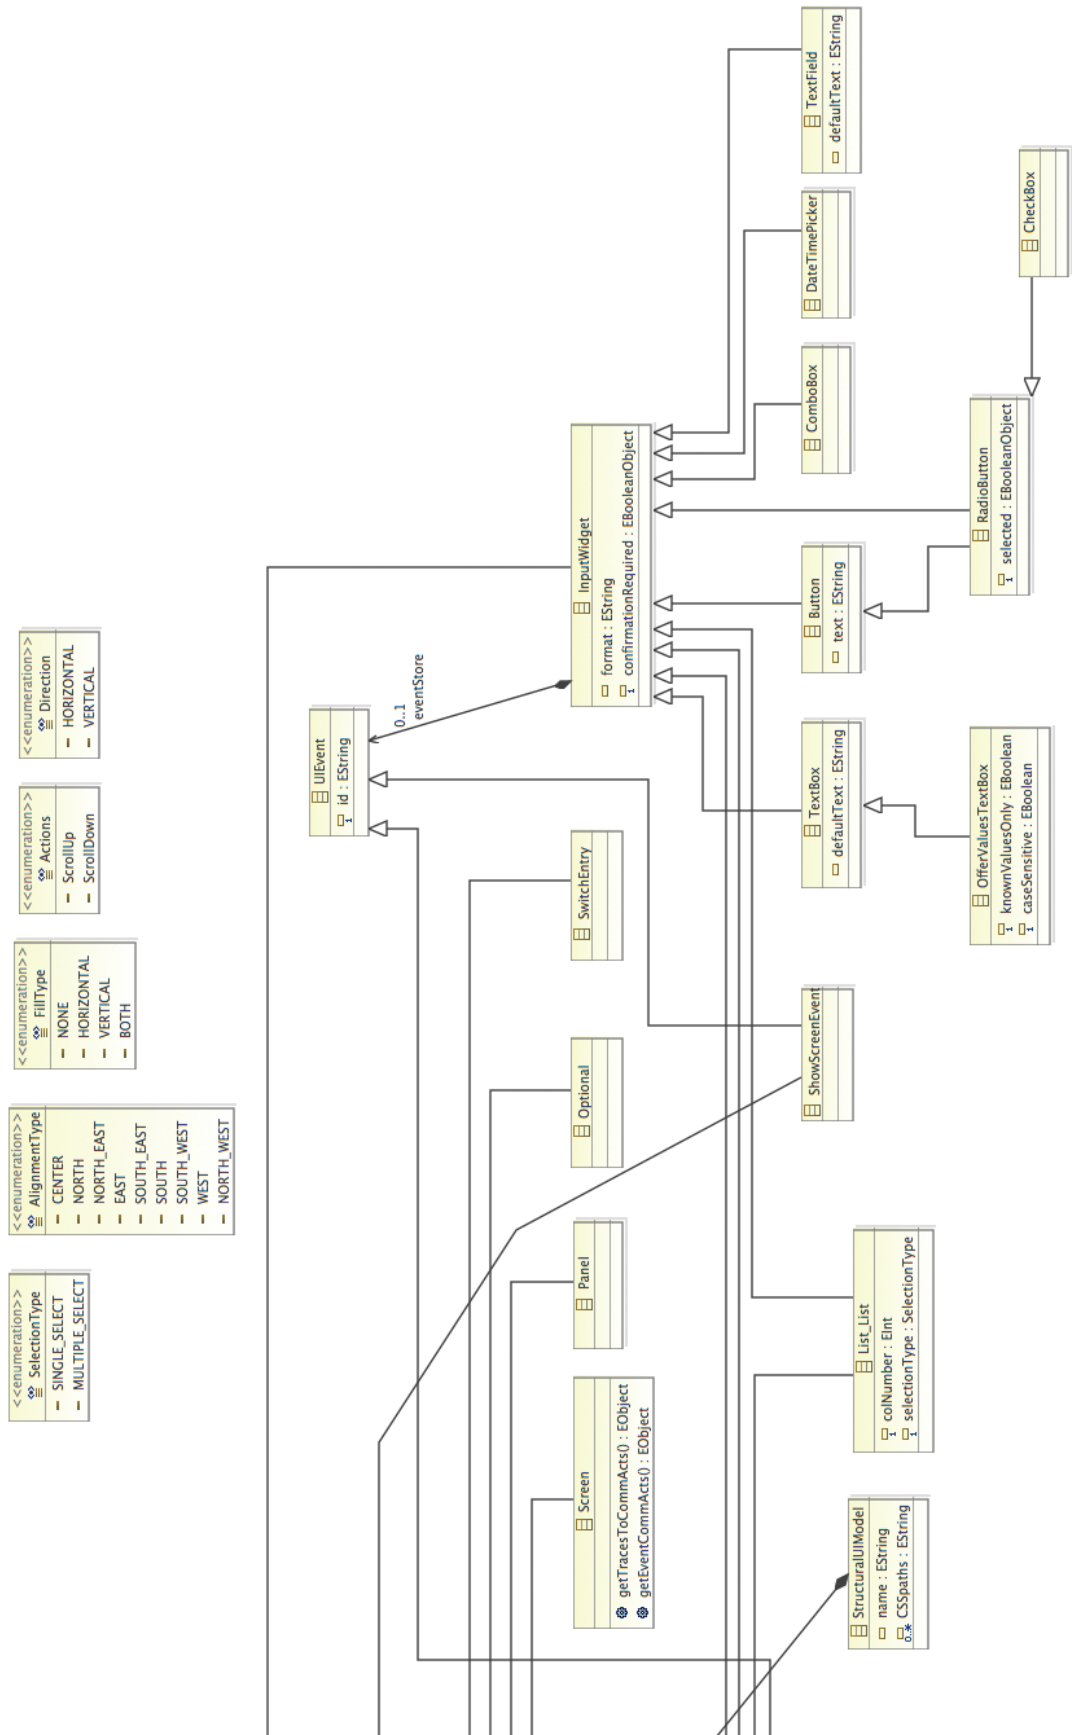 <<enumeration>>
SelectionType
SINGLE_SELECT
MULTIPLE_SELECT
<<enumeration>>
AlignmentType
CENTER
NORTH
NORTH_EAST
EAST
SOUTH_EAST
SOUTH
SOUTH_WEST
WEST
NORTH_WEST
<<enumeration>>
FillType
NONE
HORIZONTAL
VERTICAL
BOTH
<<enumeration>>
Actions
ScrollUp
ScrollDown
<<enumeration>>
Direction
HORIZONTAL
VERTICAL
UIEvent
1 id : EString
0..1
eventStore
Screen
getTracesToCommActs() : EObject
getEventCommActs() : EObject
Panel
Optional
SwitchEntry
InputWidget
format : EString
1 confirmationRequired : EBooleanObject
StructuralUIModel
name : EString
0..* CSSpaths : EString
List_List
1 colNumber : EInt
1 selectionType : SelectionType
ShowScreenEvent
TextBox
defaultText : EString
Button
text : EString
ComboBox
DateTimePicker
TextField
defaultText : EString
OfferValuesTextBox
1 knownValuesOnly : EBoolean
1 caseSensitive : EBoolean
RadioButton
1 selected : EBooleanObject
CheckBox